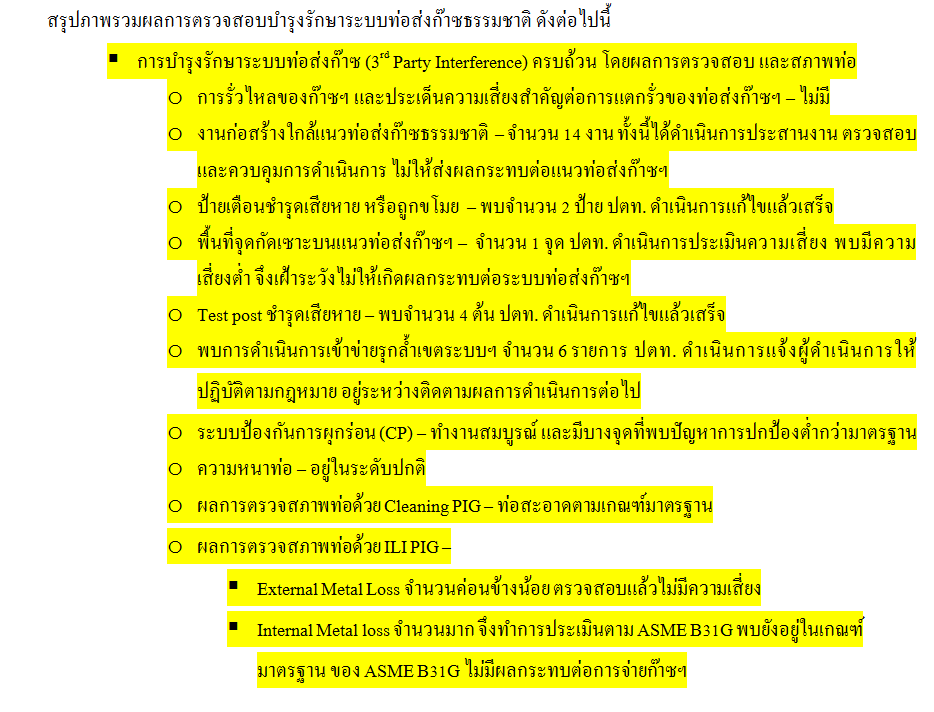 สรุปภาพรวมผลการตรวจสอบบำรุงรักษาระบบท่อส่งก๊าซธรรมชาติ ดังต่อไปนี้
▪ การบำรุงรักษาระบบท่อส่งก๊าซ (3rd Party Interference) ครบถ้วน โดยผลการตรวจสอบ และสภาพท่อ
o การรั่วไหลของก๊าซฯ และประเด็นความเสี่ยงสำคัญต่อการแตกรั่วของท่อส่งก๊าซฯ – ไม่มี
o งานก่อสร้างใกล้แนวท่อส่งก๊าซธรรมชาติ – จำนวน 14 งาน ทั้งนี้ได้ดำเนินการประสานงาน ตรวจสอบ
และควบคุมการดำเนินการ ไม่ให้ส่งผลกระทบต่อแนวท่อส่งก๊าซฯ
o ป้ายเตือนชำรุดเสียหาย หรือถูกขโมย – พบจำนวน 2 ป้าย ปตท. ดำเนินการแก้ไขแล้วเสร็จ
o พื้นที่จุดกัดเซาะบนแนวท่อส่งก๊าซฯ – จำนวน 1 จุด ปตท. ดำเนินการประเมินความเสี่ยง พบมีความ
เสี่ยงต่ำ จึงเฝ้าระวังไม่ให้เกิดผลกระทบต่อระบบท่อส่งก๊าซฯ
o Test post ชำรุดเสียหาย – พบจำนวน 4 ต้น ปตท. ดำเนินการแก้ไขแล้วเสร็จ
o พบการดำเนินการเข้าข่ายรุกล้ำเขตระบบฯ จำนวน 6 รายการ ปตท. ดำเนินการแจ้งผู้ดำเนินการให้
ปฏิบัติตามกฎหมาย อยู่ระหว่างติดตามผลการดำเนินการต่อไป
o ระบบป้องกันการผุกร่อน (CP) – ทำงานสมบูรณ์ และมีบางจุดที่พบปัญหาการปกป้องต่ำกว่ามาตรฐาน
o ความหนาท่อ – อยู่ในระดับปกติ
o ผลการตรวจสภาพท่อด้วย Cleaning PIG – ท่อสะอาดตามเกณฑ์มาตรฐาน
o ผลการตรวจสภาพท่อด้วย ILI PIG –
▪ External Metal Loss จำนวนค่อนข้างน้อย ตรวจสอบแล้วไม่มีความเสี่ยง
▪ Internal Metal loss จำนวนมาก จึงทำการประเมินตาม ASME B31G พบยังอยู่ในเกณฑ์
มาตรฐาน ของ ASME B31G ไม่มีผลกระทบต่อการจ่ายก๊าซฯ